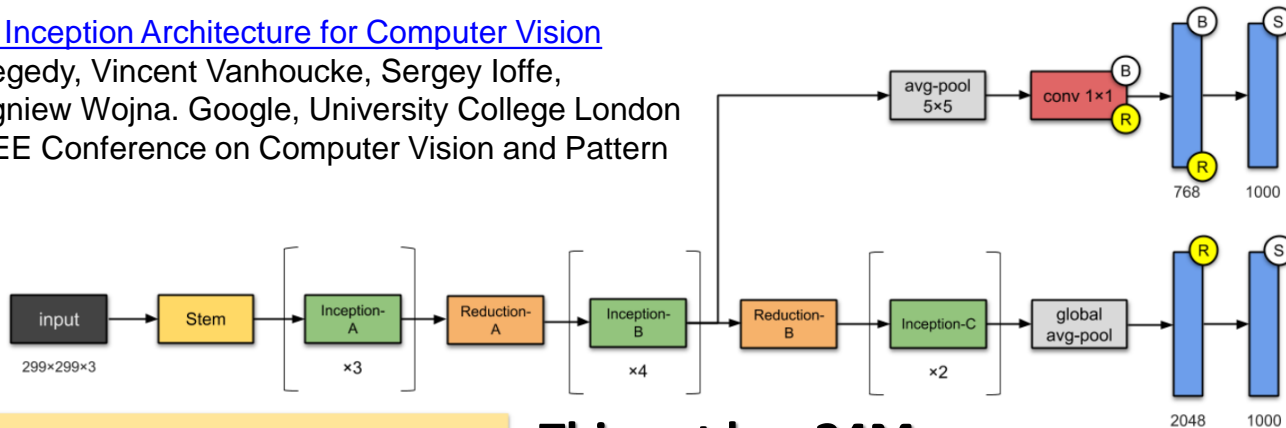 Inception Architecture for Computer Vision
egedy, Vincent Vanhoucke, Sergey Ioffe,
gniew Wojna. Google, University College London
EE Conference on Computer Vision and Pattern
B
S
avg-pool
5×5
conv 1×1
B
R
R
768
1000
input
299×299×3
Stem
Inception-
A
×3
Reduction-
A
Inception-
B
×4
Reduction-
B
Inception-C
×2
global
avg-pool
R
S
2048
1000